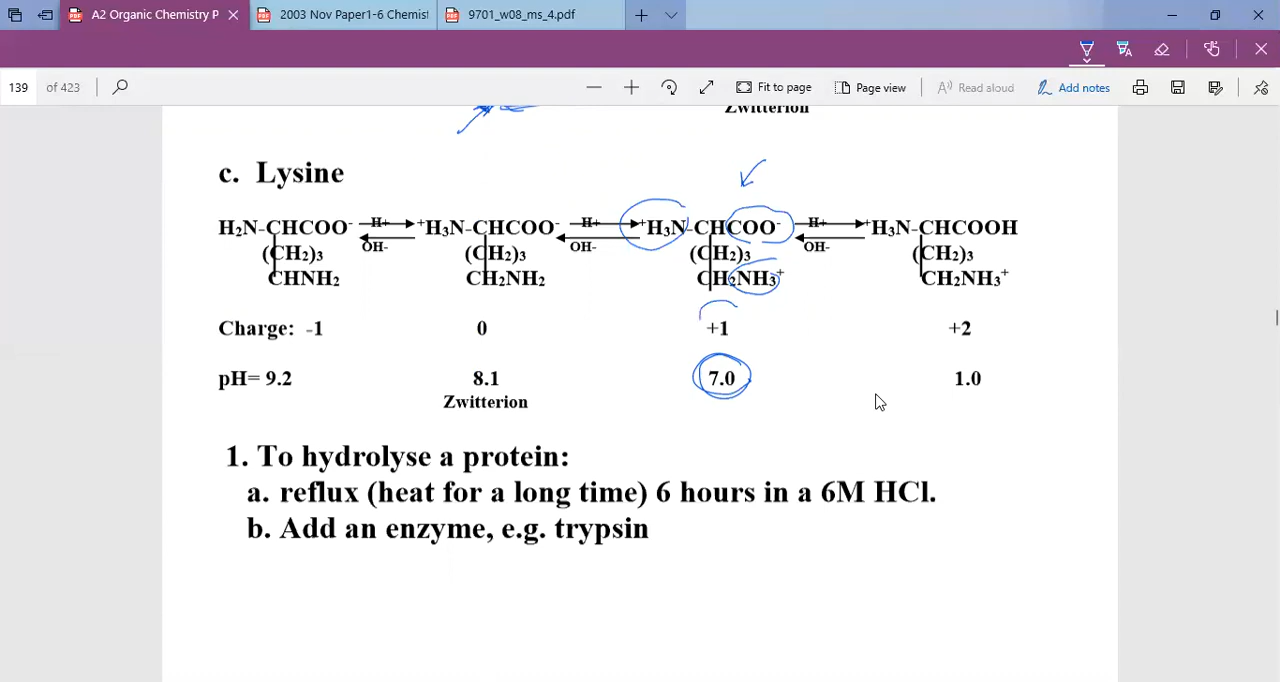 A2 Organic Chemistry P
2003 Nov Paper1-6 Chemist
9701_w08_ms_4.pdf
139 of 423
Fit to page
Page view
Read aloud
Add notes
Zwitterion
c. Lysine
H2N-CHCOO- H+ +H3N-CHCOO- H+ +H3N-CHCOO- H+ +H3N-CHCOOH
OH- OH- OH-
(CH2)3 (CH2)3 (CH2)3 (CH2)3
CHNH2 CH2NH2 CH2NH3+ CH2NH3+
Charge: -1 0 +1 +2
pH= 9.2 8.1 7.0 1.0
Zwitterion
1. To hydrolyse a protein:
a. reflux (heat for a long time) 6 hours in a 6M HCl.
b. Add an enzyme, e.g. trypsin